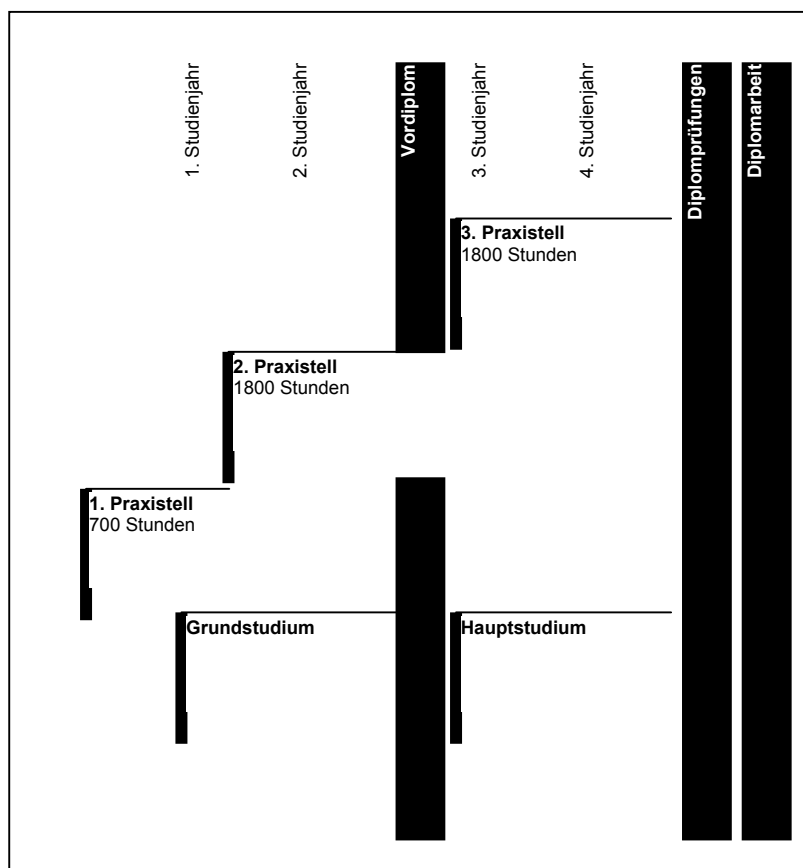 1. Studienjahr
2. Studienjahr
Vordiplom
3. Studienjahr
4. Studienjahr
Diplomprüfungen
Diplomarbeit
3. Praxistell
1800 Stunden
2. Praxistell
1800 Stunden
1. Praxistell
700 Stunden
Grundstudium
Hauptstudium